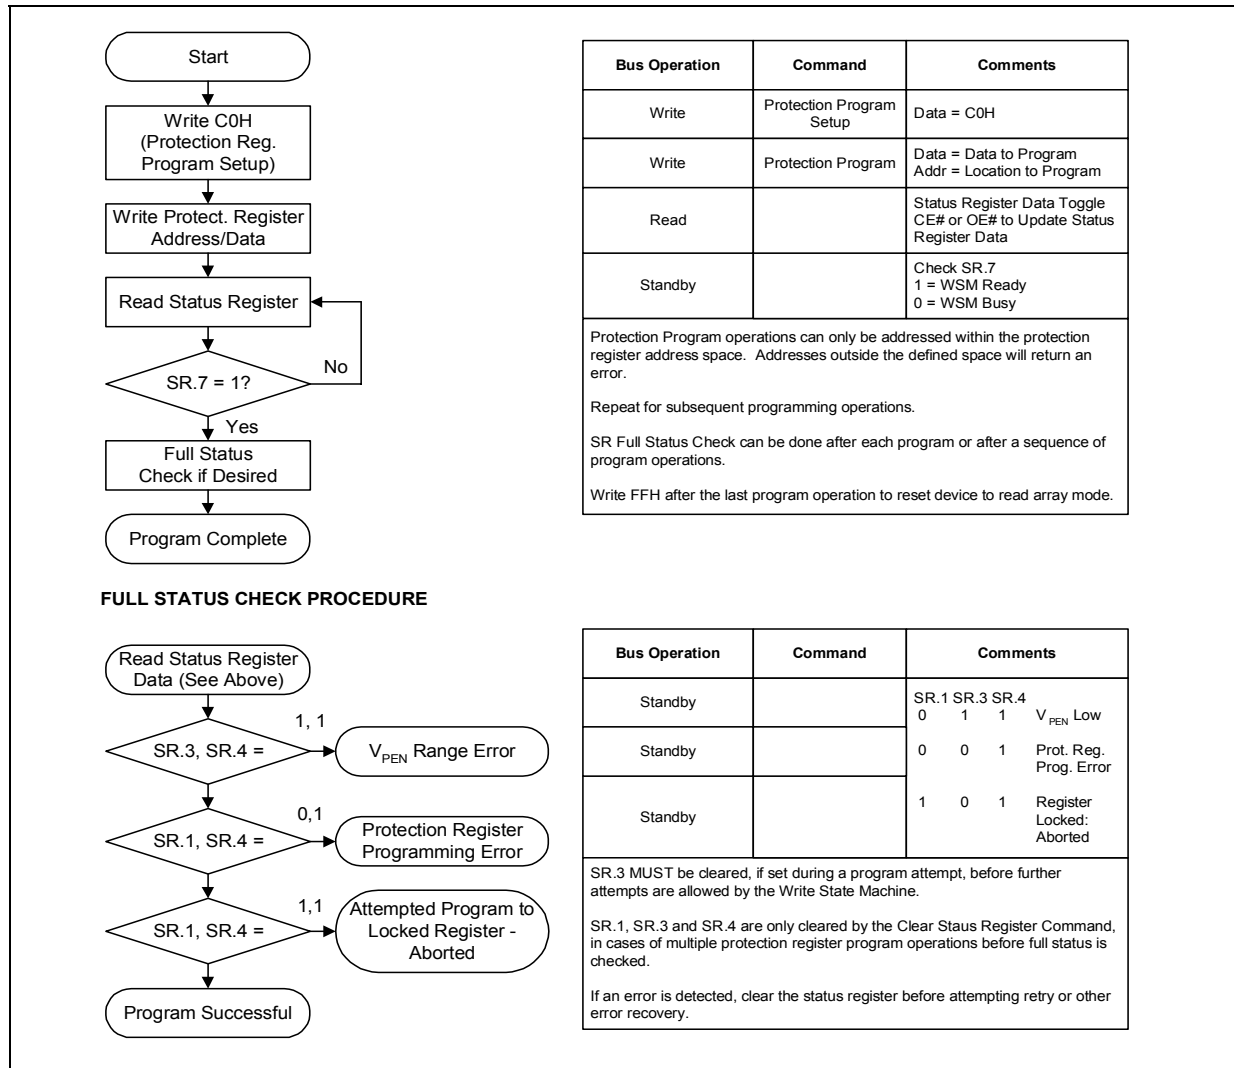 Start
Write C0H
(Protection Reg.
Program Setup)
Write Protect. Register
Address/Data
Read Status Register
No
SR.7 = 1?
Yes
Full Status
Check if Desired
Program Complete
Bus Operation Command Comments
Write Protection Program
Setup Data = C0H
Write Protection Program Data = Data to Program
Addr = Location to Program
Read Status Register Data Toggle
CE# or OE# to Update Status
Register Data
Standby Check SR.7
1 = WSM Ready
0 = WSM Busy
Protection Program operations can only be addressed within the protection
register address space. Addresses outside the defined space will return an
error.
Repeat for subsequent programming operations.
SR Full Status Check can be done after each program or after a sequence of
program operations.
Write FFH after the last program operation to reset device to read array mode.
FULL STATUS CHECK PROCEDURE
Read Status Register
Data (See Above)
1, 1
SR.3, SR.4 =
VPEN Range Error
0,1
SR.1, SR.4 =
Protection Register
Programming Error
1,1
SR.1, SR.4 =
Attempted Program to
Locked Register -
Aborted
Program Successful
Bus Operation Command Comments
Standby SR.1 SR.3 SR.4
0 1 1 VPEN Low
Standby 0 0 1 Prot. Reg.
Prog. Error
Standby 1 0 1 Register
Locked:
Aborted
SR.3 MUST be cleared, if set during a program attempt, before further
attempts are allowed by the Write State Machine.
SR.1, SR.3 and SR.4 are only cleared by the Clear Staus Register Command,
in cases of multiple protection register program operations before full status is
checked.
If an error is detected, clear the status register before attempting retry or other
error recovery.